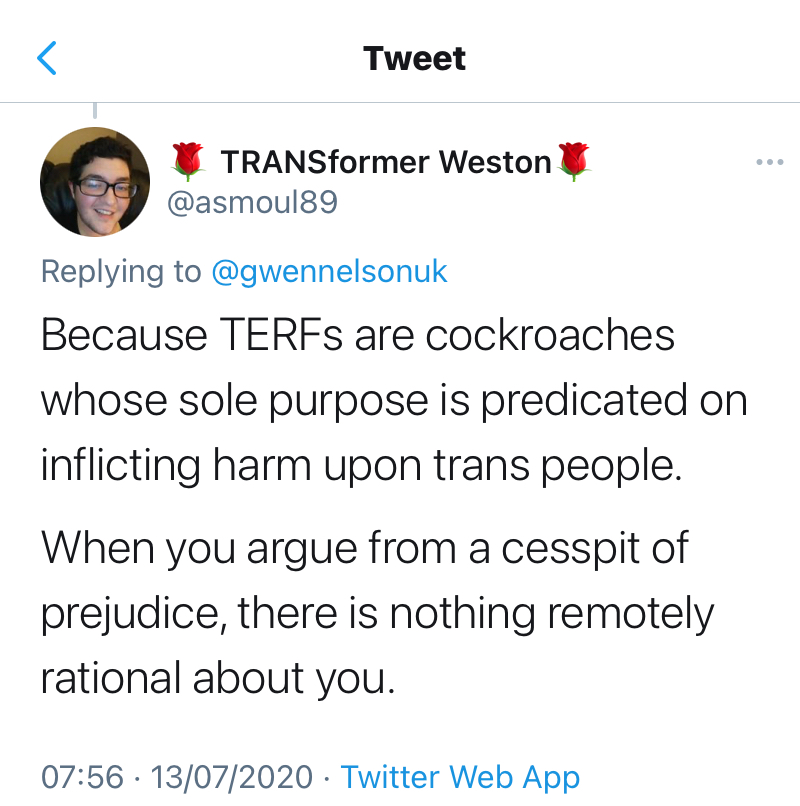 Tweet
🌹 TRANSformer Weston🌹
@asmoul89
Replying to @gwennelsonuk
Because TERFs are cockroaches
whose sole purpose is predicated on
inflicting harm upon trans people.
When you argue from a cesspit of
prejudice, there is nothing remotely
rational about you.
07:56 · 13/07/2020 · Twitter Web App